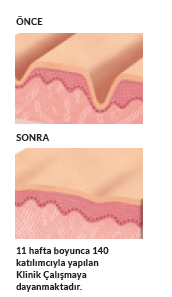 ÖNCE
SONRA
11 hafta boyunca 140
katılımcıyla yapılan
Klinik Çalışmaya
dayanmaktadır.